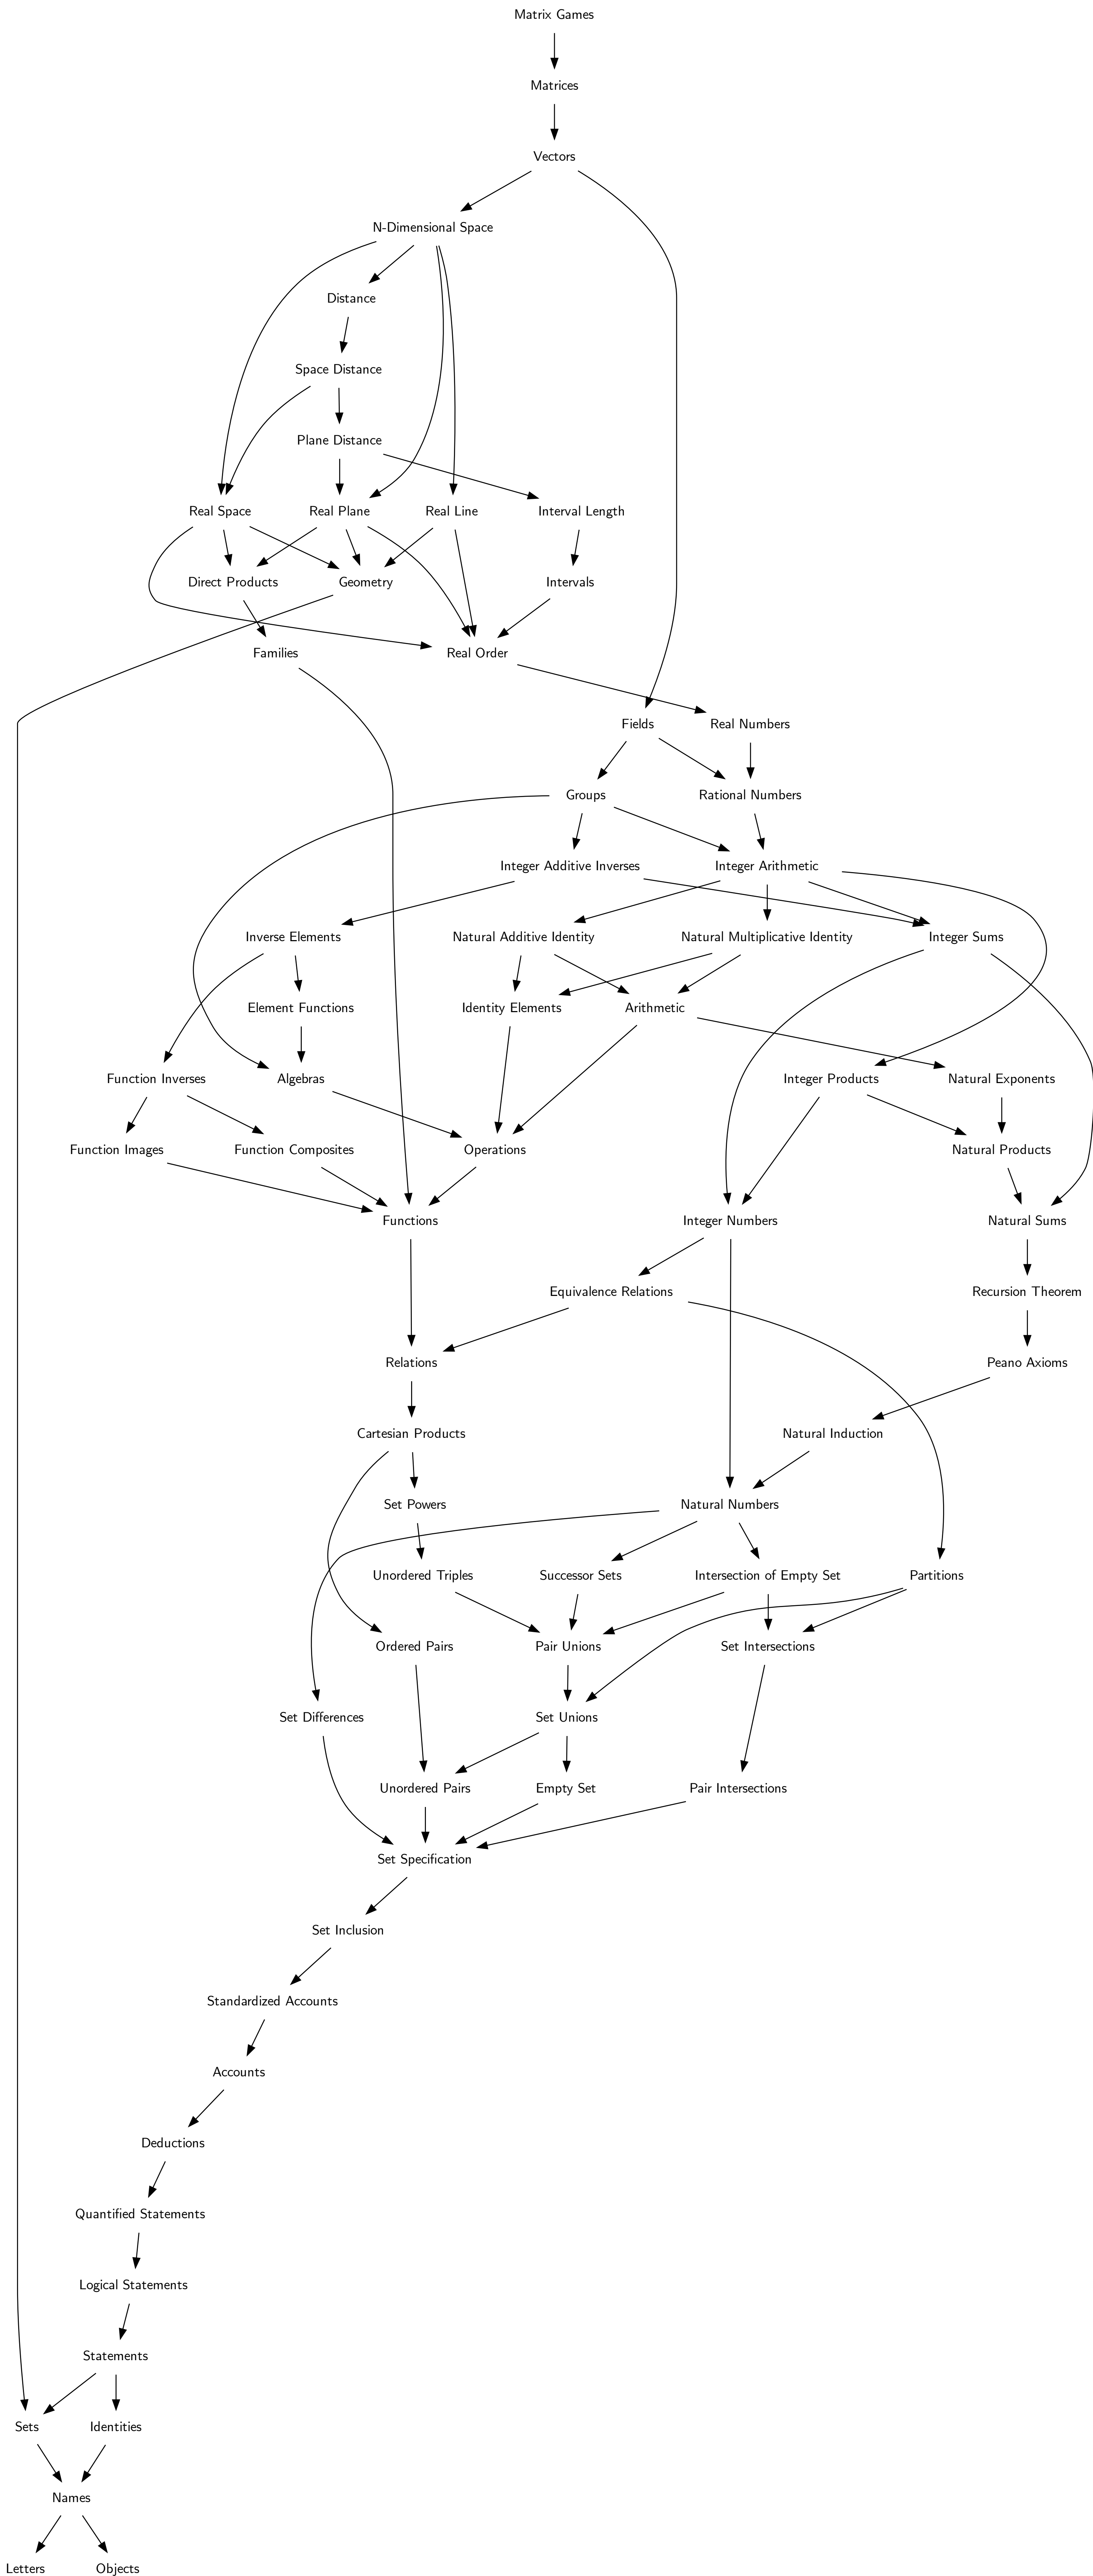 Matrix Games
Matrices
Vectors
N-Dimensional Space
Distance
Space Distance
Plane Distance
Real Space
Real Plane
Real Line
Interval Length
Direct Products
Geometry
Intervals
Families
Real Order
Fields
Real Numbers
Groups
Rational Numbers
Integer Additive Inverses
Integer Arithmetic
Inverse Elements
Natural Additive Identity
Natural Multiplicative Identity
Integer Sums
Element Functions
Identity Elements
Arithmetic
Function Inverses
Algebras
Integer Products
Natural Exponents
Function Images
Function Composites
Operations
Natural Products
Functions
Integer Numbers
Natural Sums
Equivalence Relations
Recursion Theorem
Relations
Peano Axioms
Cartesian Products
Natural Induction
Set Powers
Natural Numbers
Unordered Triples
Successor Sets
Intersection of Empty Set
Partitions
Ordered Pairs
Pair Unions
Set Intersections
Set Differences
Set Unions
Unordered Pairs
Empty Set
Pair Intersections
Set Specification
Set Inclusion
Standardized Accounts
Accounts
Deductions
Quantified Statements
Logical Statements
Statements
Sets
Identities
Names
Letters
Objects